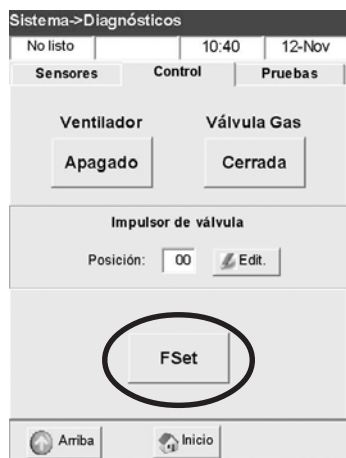 Sistema->Diagnósticos
No listo 10:40 12-Nov
Sensores Control Pruebas
Ventilador Válvula Gas
Apagado Cerrada
Impulsor de válvula
Posición: 00 Edit.
FSet
Arriba Inicio